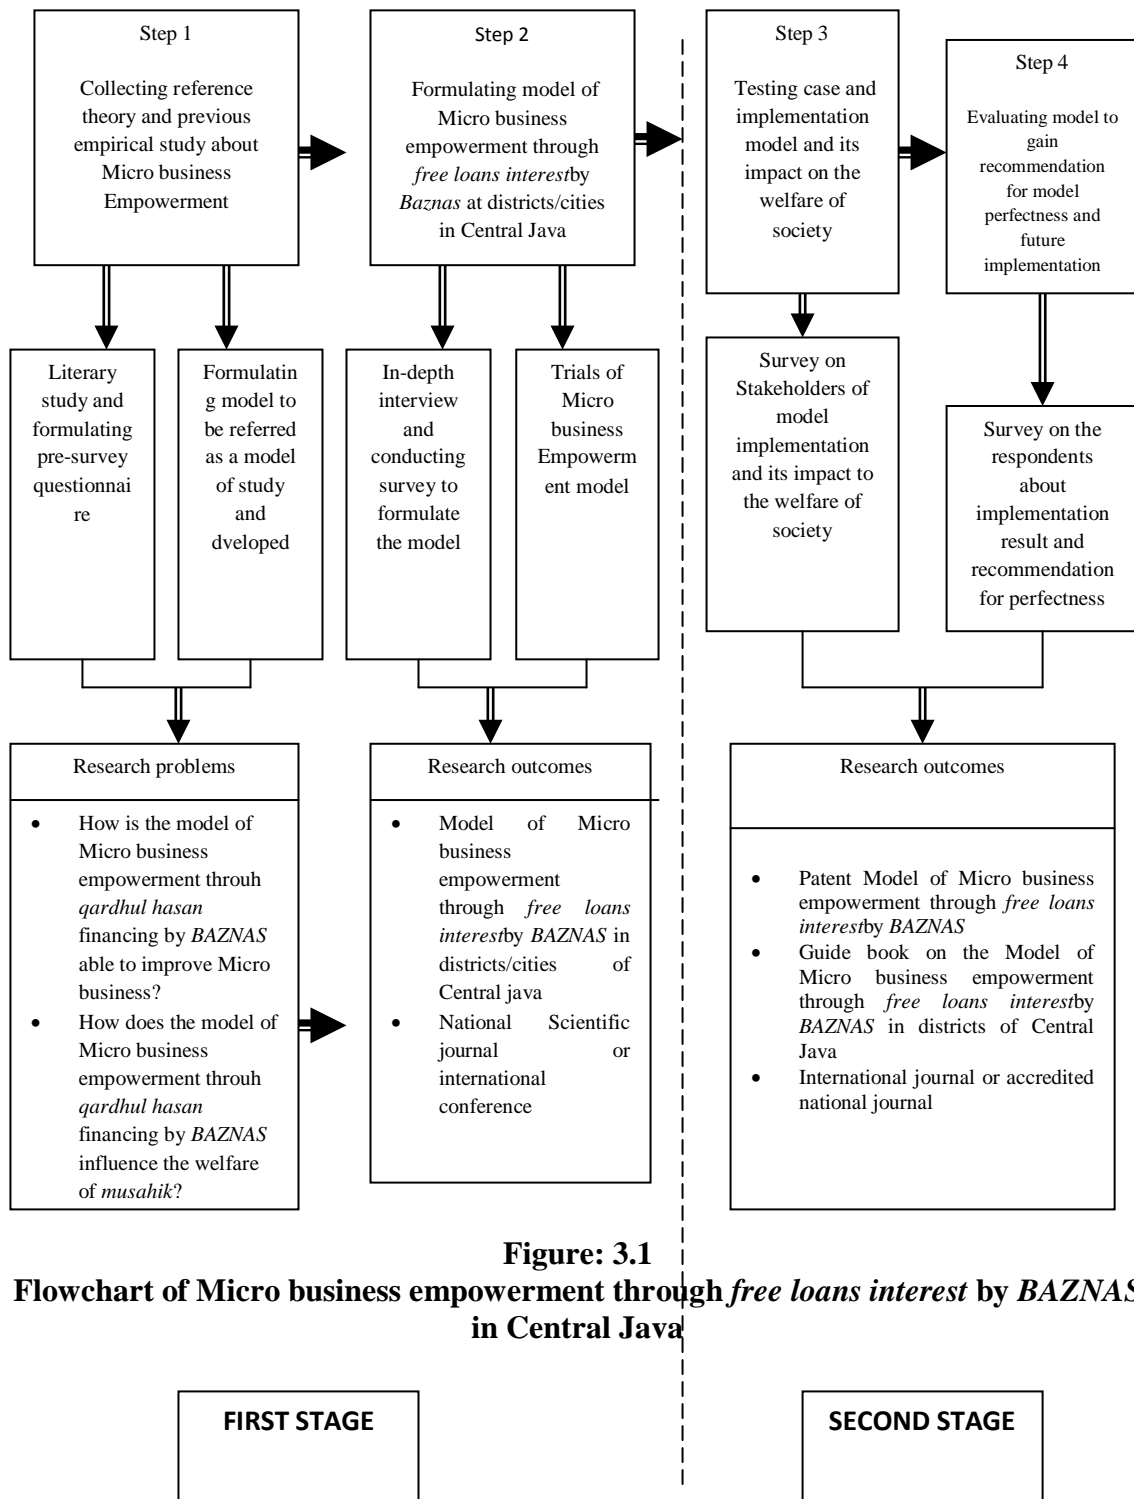 Step 1
Collecting reference
theory and previous
empirical study about
Micro business
Empowerment
Step 2
Formulating model of
Micro business
empowerment through
free loans interestby
Baznas at districts/cities
in Central Java
Step 3
Testing case and
implementation
model and its
impact on the
welfare of
society
Step 4
Evaluating model to
gain
recommendation
for model
perfectness and
future
implementation
Literary
study and
formulating
pre-survey
questionnai
re
Formulatin
g model to
be referred
as a model
of study
and
dveloped
In-depth
interview
and
conducting
survey to
formulate
the model
Trials of
Micro
business
Empowerm
ent model
Survey on
Stakeholders of
model
implementation
and its impact to
the welfare of
society
Survey on the
respondents
about
implementation
result and
recommendation
for perfectness
Research problems
• How is the model of
Micro business
empowerment throuh
qardhul hasan
financing by BAZNAS
able to improve Micro
business?
• How does the model of
Micro business
empowerment throuh
qardhul hasan
financing by BAZNAS
influence the welfare
of musahik?
Research outcomes
• Model of Micro
business
empowerment
through free loans
interestby BAZNAS in
districts/cities of
Central java
• National Scientific
journal or
international
conference
Research outcomes
• Patent Model of Micro business
empowerment through free loans
interestby BAZNAS
• Guide book on the Model of
Micro business empowerment
through free loans interestby
BAZNAS in districts of Central
Java
• International journal or accredited
national journal
Figure: 3.1
Flowchart of Micro business empowerment through free loans interest by BAZNAS
in Central Java
FIRST STAGE
SECOND STAGE